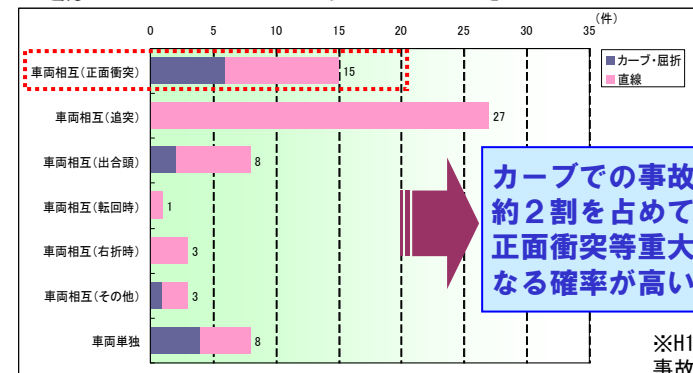 (件)
0 5 10 15 20 25 30 35
カーブ・屈折
直線
車両相互(正面衝突) 15
車両相互(追突) 27
車両相互(出合頭) 8
車両相互(転回時) 1
車両相互(右折時) 3
車両相互(その他) 3
車両単独 8
カーブでの事故
約2割を占めて
正面衝突等重大
なる確率が高い
※H1
事故